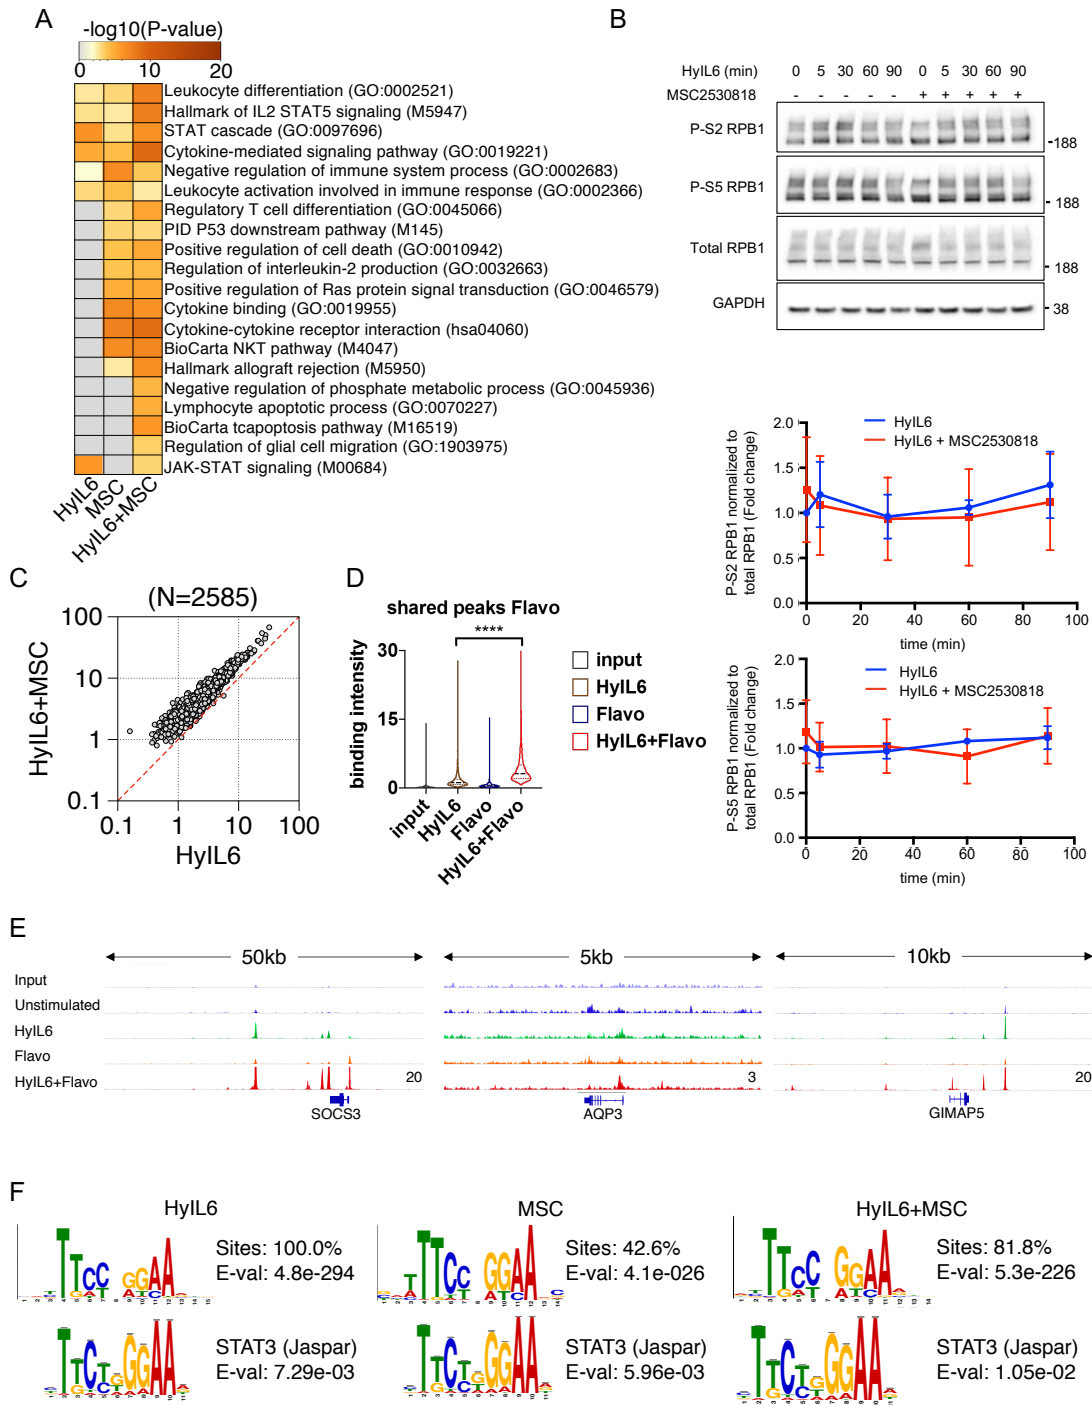 A
-log10(P-value)
0 10 20
Leukocyte differentiation (GO:0002521)
Hallmark of IL2 STAT5 signaling (M5947)
STAT cascade (GO:0097696)
Cytokine-mediated signaling pathway (GO:0019221)
Negative regulation of immune system process (GO:0002683)
Leukocyte activation involved in immune response (GO:0002366)
Regulatory T cell differentiation (GO:0045066)
PID P53 downstream pathway (M145)
Positive regulation of cell death (GO:0010942)
Regulation of interleukin-2 production (GO:0032663)
Positive regulation of Ras protein signal transduction (GO:0046579)
Cytokine binding (GO:0019955)
Cytokine-cytokine receptor interaction (hsa04060)
BioCarta NKT pathway (M4047)
Hallmark allograft rejection (M5950)
Negative regulation of phosphate metabolic process (GO:0045936)
Lymphocyte apoptotic process (GO:0070227)
BioCarta tcapoptosis pathway (M16519)
Regulation of glial cell migration (GO:1903975)
JAK-STAT signaling (M00684)
HyIL6
MSC
HyIL6+MSC
B
HyIL6 (min) 0 5 30 60 90 0 5 30 60 90
MSC2530818 - - - - - + + + + +
P-S2 RPB1
-188
P-S5 RPB1
- 188
Total RPB1
- 188
GAPDH
- 38
P-S2 RPB1 normalized to
total RPB1 (Fold change)
2.0
1.5
1.0
0.5
0.0
HyIL6
HyIL6 + MSC2530818
0 20 40 60 80 100
time (min)
P-S5 RPB1 normalized to
total RPB1 (Fold change)
2.0
1.5
1.0
0.5
0.0
HyIL6
HyIL6 + MSC2530818
0 20 40 60 80 100
time (min)
C
(N=2585)
HyIL6+MSC
100
10
1
0.1
0.1 1 10 100
HyIL6
D
shared peaks Flavo
****
binding intensity
30
15
0
input
HyIL6
Flavo
HyIL6+Flavo
input
HyIL6
Flavo
HyIL6+Flavo
E
50kb 5kb 10kb
Input
Unstimulated
HyIL6
Flavo
HyIL6+Flavo
20 3 20
SOCS3 AQP3 GIMAP5
F
HyIL6
Sites: 100.0%
E-val: 4.8e-294
STAT3 (Jaspar)
E-val: 7.29e-03
MSC
Sites: 42.6%
E-val: 4.1e-026
STAT3 (Jaspar)
E-val: 5.96e-03
HyIL6+MSC
Sites: 81.8%
E-val: 5.3e-226
STAT3 (Jaspar)
E-val: 1.05e-02